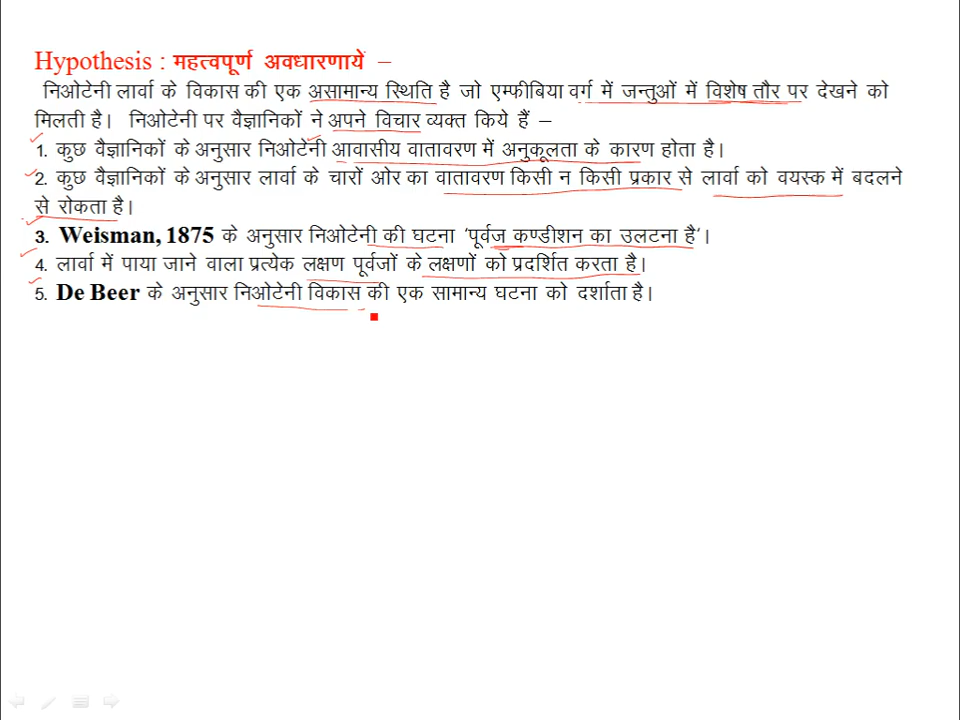 Hypothesis : महत्वपूर्ण अवधारणायें –
निओटेनी लार्वा के विकास की एक असामान्य स्थिति है जो एम्फीबिया वर्ग में जन्तुओं में विशेष तौर पर देखने को
मिलती है। निओटेनी पर वैज्ञानिकों ने अपने विचार व्यक्त किये हैं –
1. कुछ वैज्ञानिकों के अनुसार निओटेनी आवासीय वातावरण में अनुकूलता के कारण होता है।
2. कुछ वैज्ञानिकों के अनुसार लार्वा के चारों ओर का वातावरण किसी न किसी प्रकार से लार्वा को वयस्क में बदलने
से रोकता है।
3. Weisman, 1875 के अनुसार निओटेनी की घटना 'पूर्वज कण्डीशन का उलटना है'।
4. लार्वा में पाया जाने वाला प्रत्येक लक्षण पूर्वजों के लक्षणों को प्रदर्शित करता है।
5. De Beer के अनुसार निओटेनी विकास की एक सामान्य घटना को दर्शाता है।